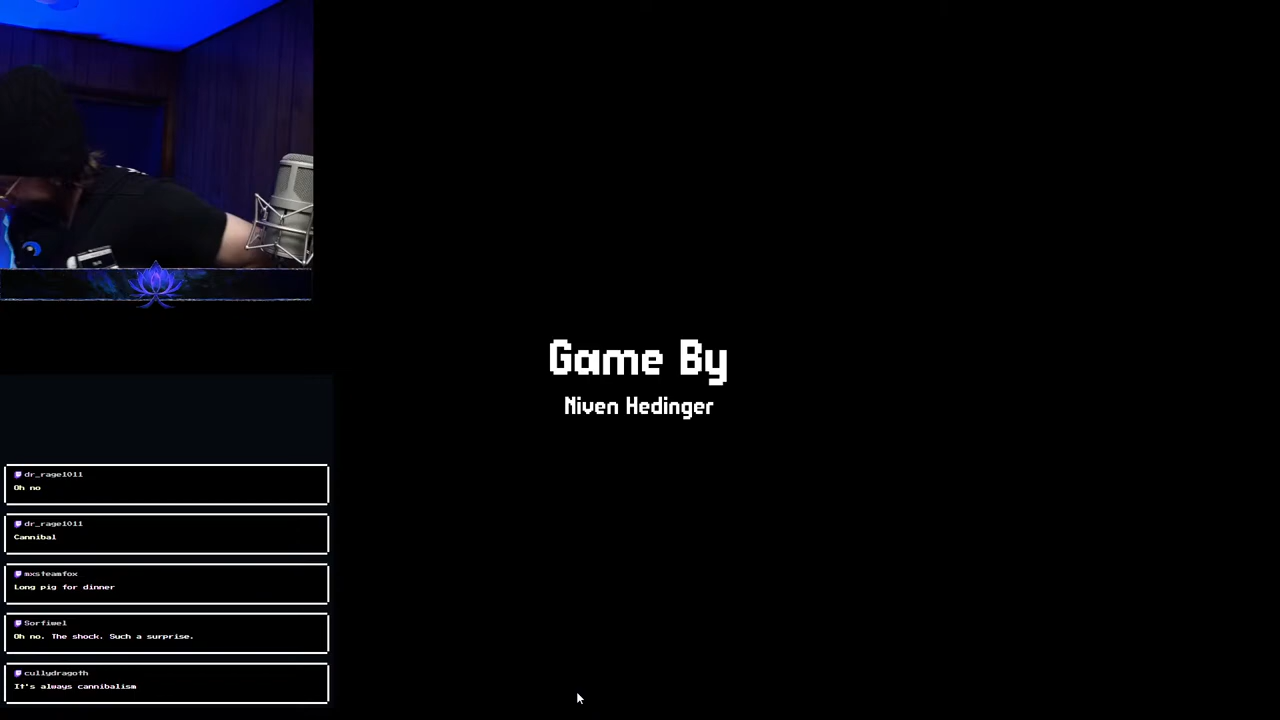 Game By
Niven Hedinger
dr_rage1011
Oh no
dr_rage1011
Cannibal
mxsteamfox
Long pig for dinner
Sorfiwel
Oh no. The shock. Such a surprise.
cullydragoth
It's always cannibalism